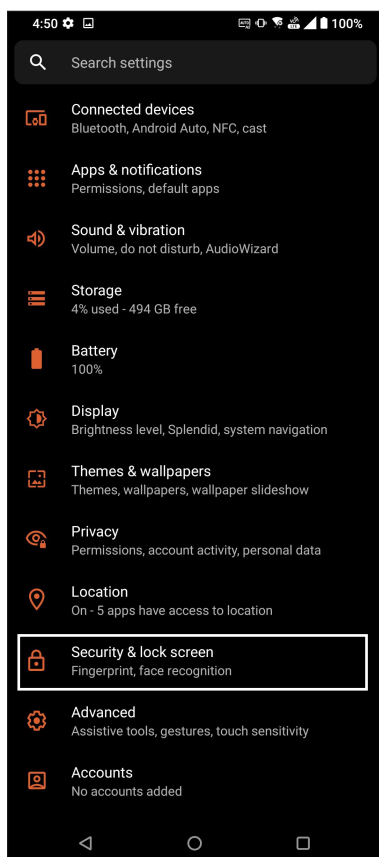 4:50 100%
Search settings
Connected devices
Bluetooth, Android Auto, NFC, cast
Apps & notifications
Permissions, default apps
Sound & vibration
Volume, do not disturb, AudioWizard
Storage
4% used - 494 GB free
Battery
100%
Display
Brightness level, Splendid, system navigation
Themes & wallpapers
Themes, wallpapers, wallpaper slideshow
Privacy
Permissions, account activity, personal data
Location
On - 5 apps have access to location
Security & lock screen
Fingerprint, face recognition
Advanced
Assistive tools, gestures, touch sensitivity
Accounts
No accounts added